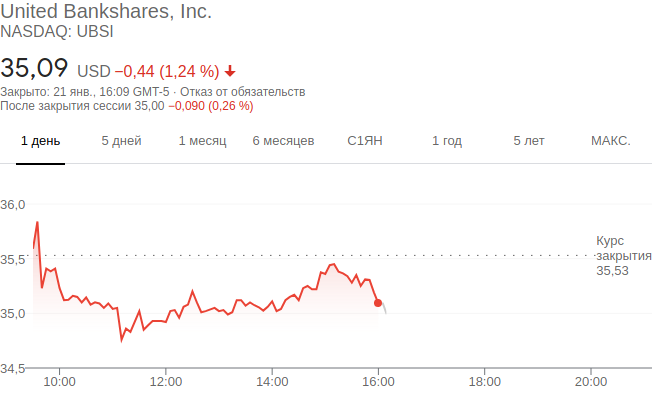 United Bankshares, Inc.
NASDAQ: UBSI
35,09 USD −0,44 (1,24 %)
Закрыто: 21 янв., 16:09 GMT-5 · Отказ от обязательств
После закрытия сессии 35,00 −0,090 (0,26 %)
1 день 5 дней 1 месяц 6 месяцев С1ЯН 1 год 5 лет МАКС.
36,0
Курс
закрытия
35,5
35,53
35,0
34,5
10:00 12:00 14:00 16:00 18:00 20:00